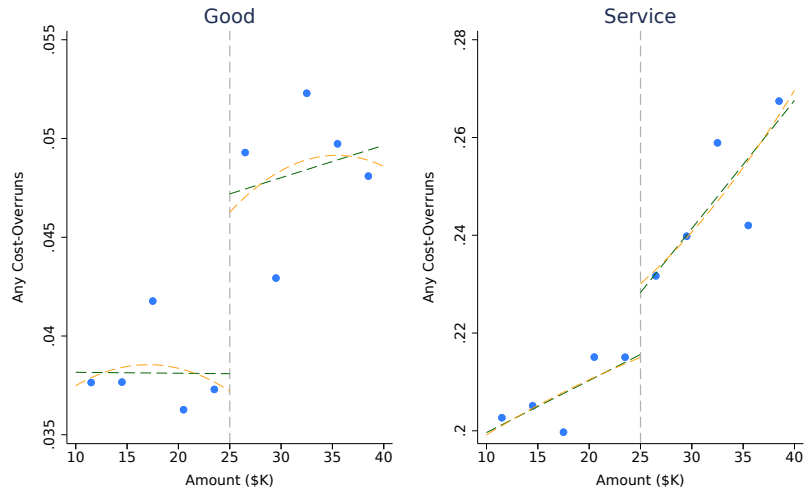 Good
Any Cost-Overruns
.055
.05
.045
.04
.035
10 15 20 25 30 35 40
Amount ($K)
Service
Any Cost-Overruns
.28
.26
.24
.22
.2
10 15 20 25 30 35 40
Amount ($K)